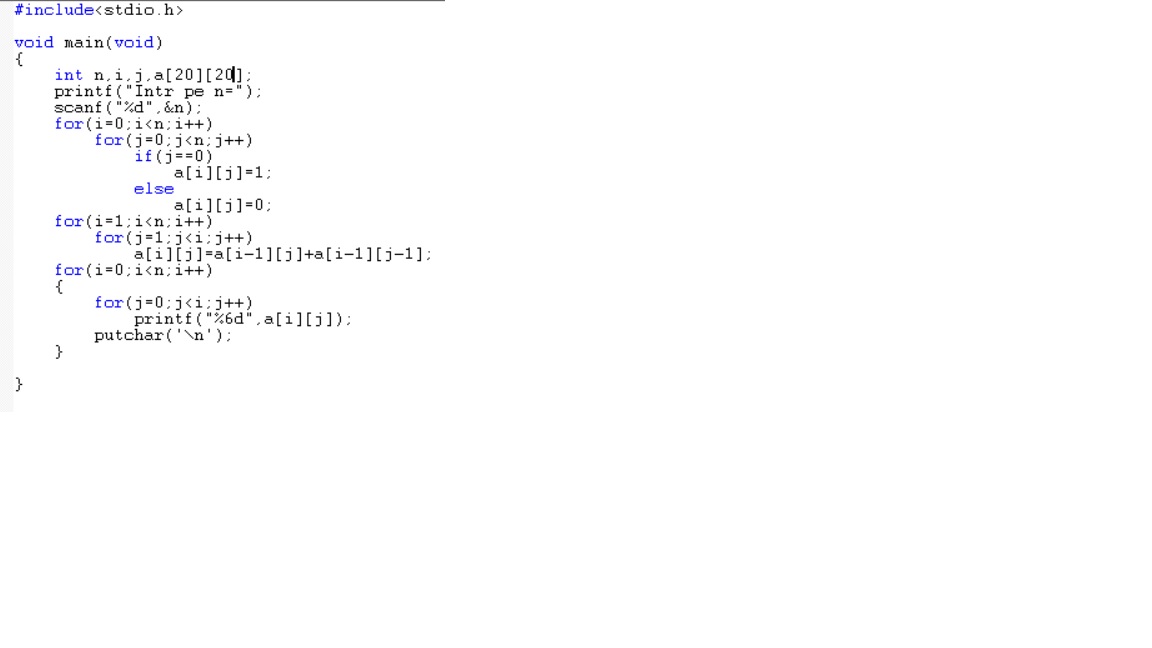 #include<stdio.h>
void main(void)
{
int n,i,j,a[20][20];
printf("Intr pe n=");
scanf("%d",&n);
for(i=0;i<n;i++)
for(j=0;j<n;j++)
if(j==0)
a[i][j]=1;
else
a[i][j]=0;
for(i=1;i<n;i++)
for(j=1;j<i;j++)
a[i][j]=a[i-1][j]+a[i-1][j-1];
for(i=0;i<n;i++)
{
for(j=0;j<i;j++)
printf("%6d",a[i][j]);
putchar('\n');
}
}